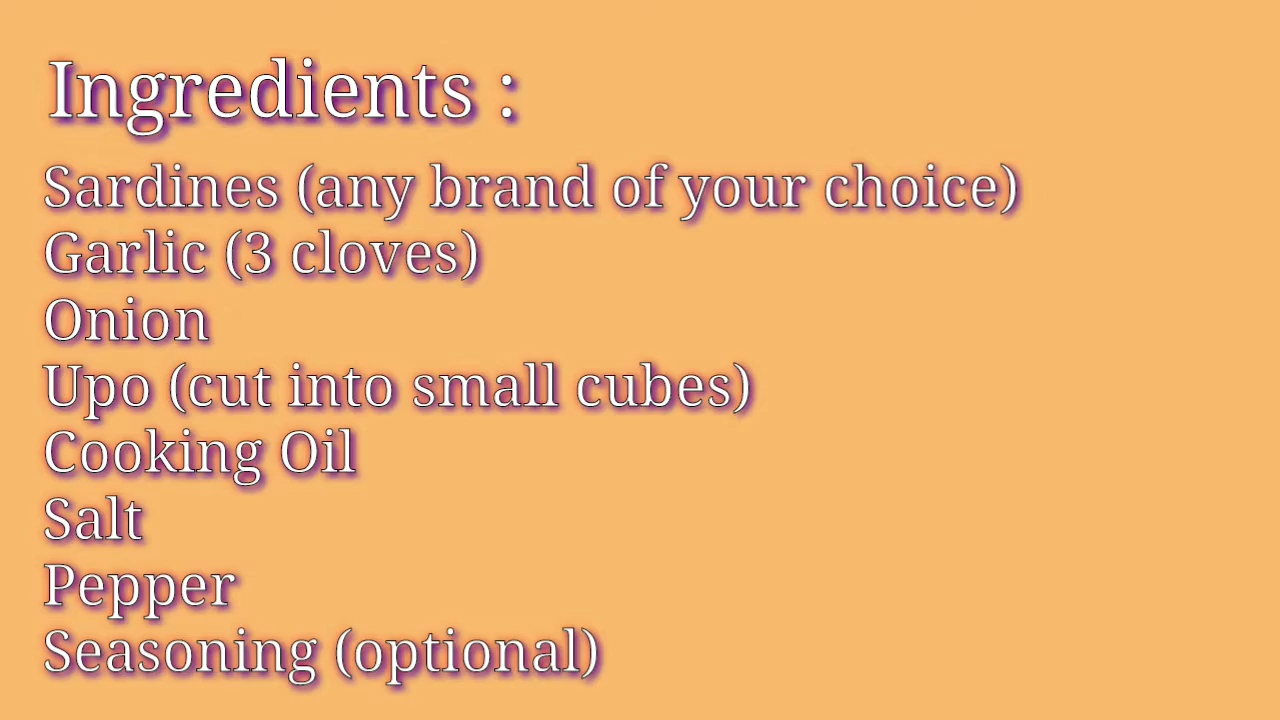 Ingredients :
Sardines (any brand of your choice)
Garlic (3 cloves)
Onion
Upo (cut into small cubes)
Cooking Oil
Salt
Pepper
Seasoning (optional)